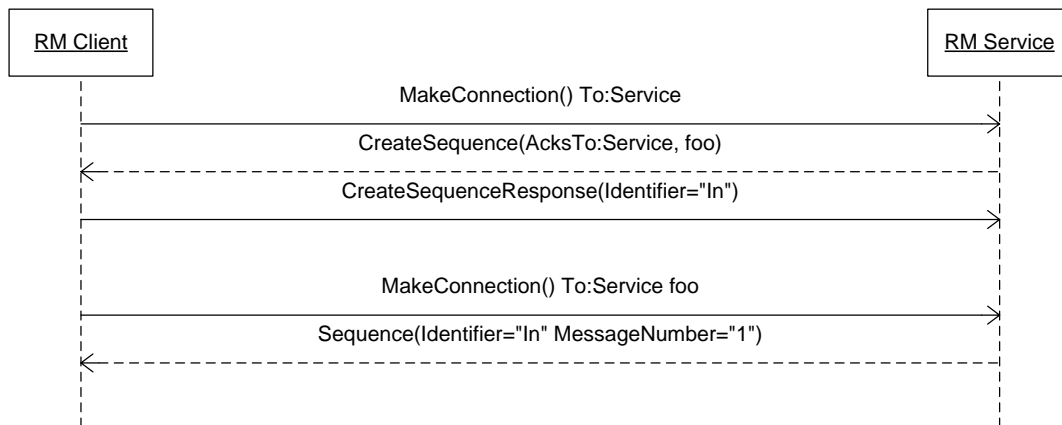 RM Client
RM Service
MakeConnection() To:Service
CreateSequence(AcksTo:Service, foo)
CreateSequenceResponse(Identifier="In")
MakeConnection() To:Service foo
Sequence(Identifier="In" MessageNumber="1")